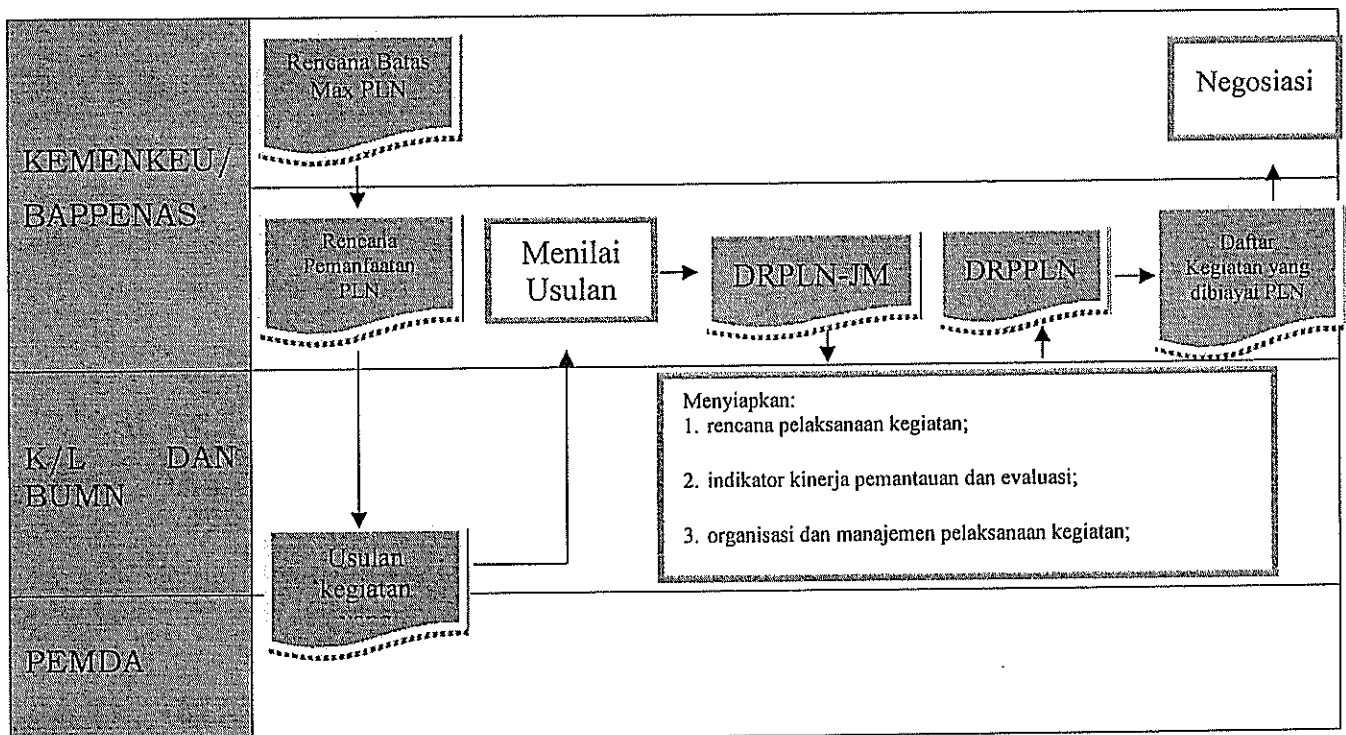 KEMENKEU/
BAPPENAS
Rencana Batas
Max PLN
Negosiasi
Rencana
Pemanfaatan
PLN
Menilai
Usulan
DRPLN-JM
DRPPLN
Daftar
Kegiatan yang
dibiayai PLN
K/L DAN
BUMN
Menyiapkan:
1. rencana pelaksanaan kegiatan;
2. indikator kinerja pemantauan dan evaluasi;
3. organisasi dan manajemen pelaksanaan kegiatan;
Usulan
kegiatan
PEMDA